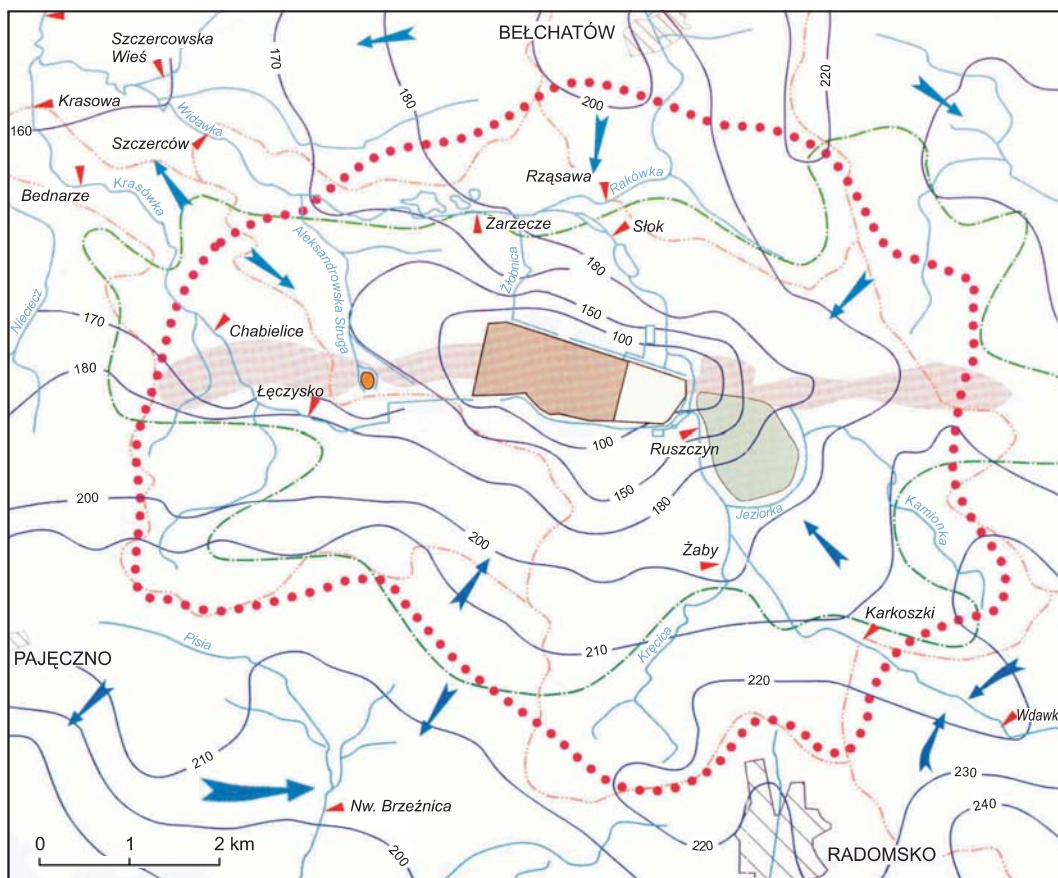 BEŁCHATÓW
Szczercowska
Wieś
170
180
200
220
Krasowa
160
Widawka
Szczerców
Bednarze
Krasówka
Rząsawa
Rakówka
Żarzecze
Słok
Aleksandrowska Struga
Żłobnica
180
Nieciecz
170
Chabielice
150
100
180
Łęczysko
100
Ruszczyn
150
180
200
Jeziorka
Kamionka
200
Żaby
Karkoszki
Pisia
210
Kręcica
PAJĘCZNO
220
Wdawk
210
230
240
Nw. Brzeźnica
220
200
0 1 2 km
RADOMSKO